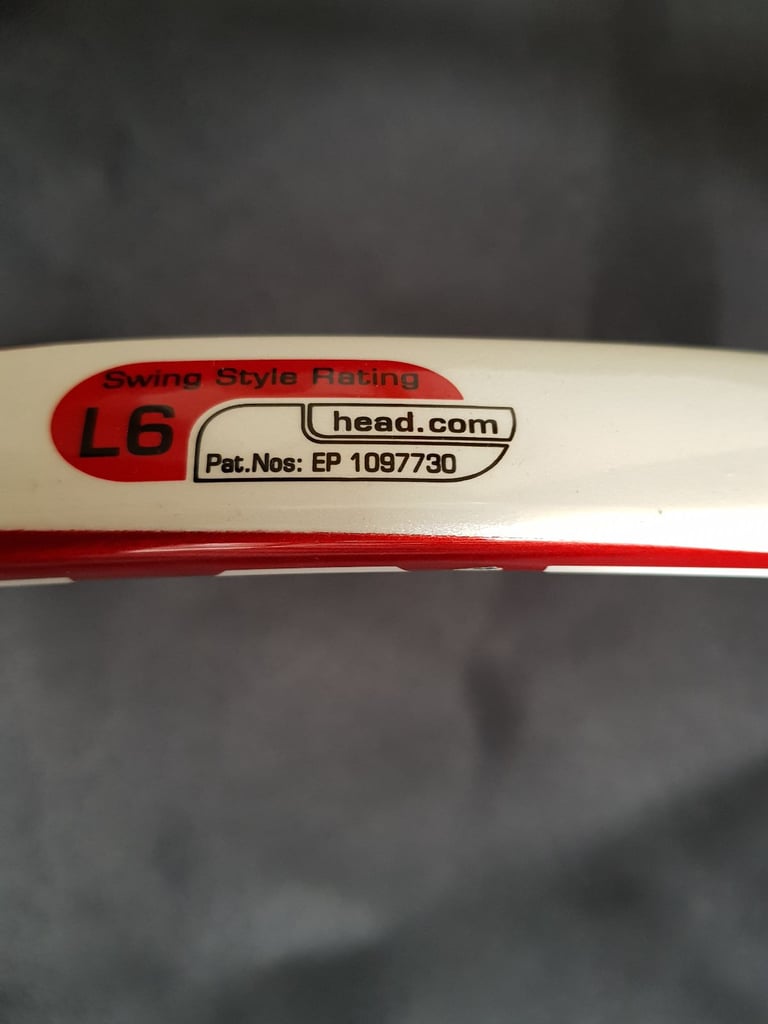 Swing Style Rating
L6
head.com
Pat.Nos: EP 1097730